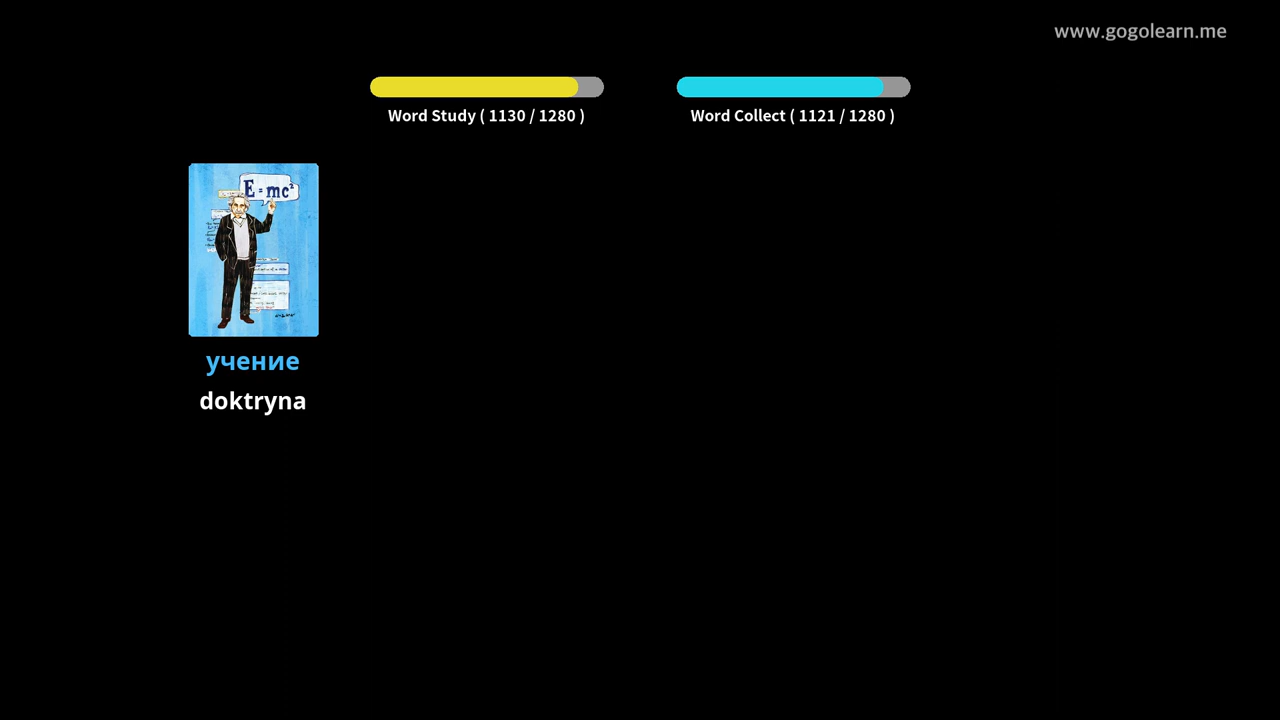 www.gogolearn.me
Word Study ( 1130 / 1280 )
Word Collect ( 1121 / 1280 )
E = mc²
учение
doktryna